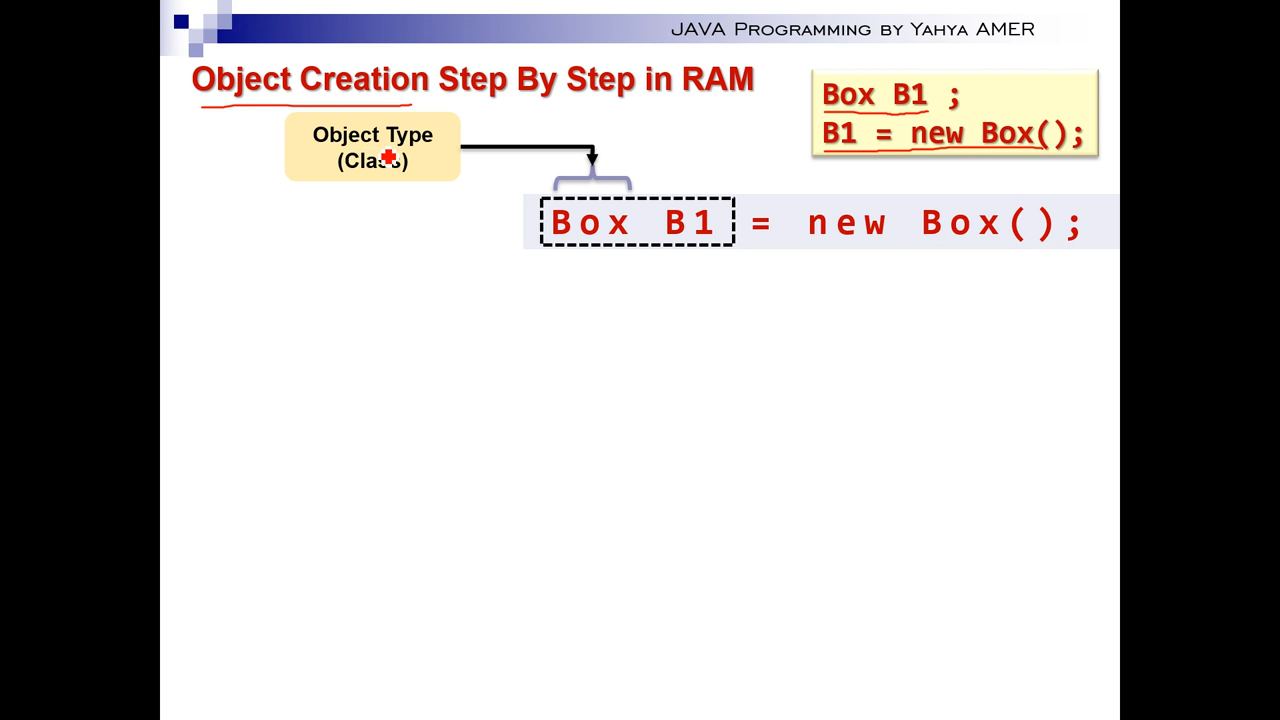 JAVA Programming by Yahya AMER
Object Creation Step By Step in RAM
Box B1 ;
B1 = new Box();
Object Type
(Class)
Box B1 = new Box();